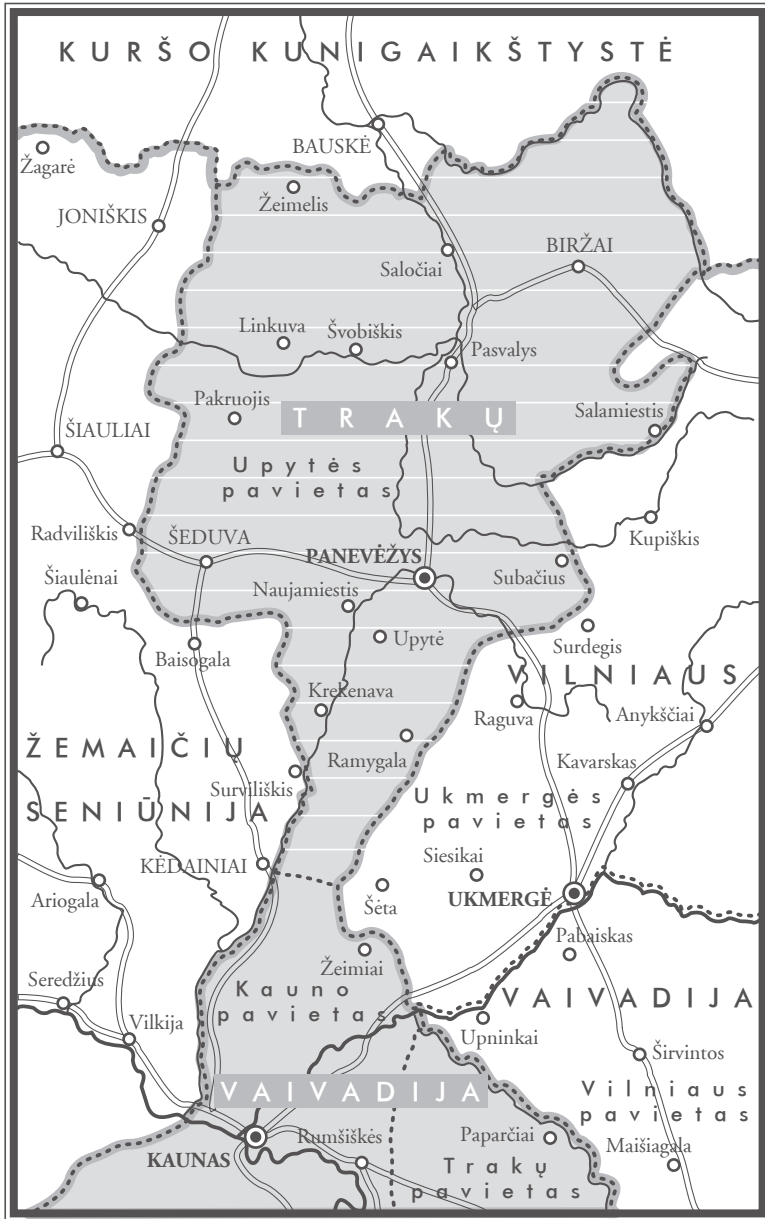 KURŠO KUNIGAIKŠTYSTĖ
BAUSKĖ
Žagarė
Žeimelis
JONIŠKIS
BIRŽAI
Saločiai
Linkuva
Švobiškis
Pasvalys
Pakruojis
TRAKŲ
Salamiestis
ŠIAULIAI
Upytės
pavietas
Radviliškis
ŠEDUVA
PANEVĖŽYS
Kupiškis
Subačius
Šiaulėnai
Naujamiestis
Upytė
Surdegis
Baisogala
VILNIAUS
Krekenava
Raguva
Anykščiai
ŽEMAIČIŲ
Ramygala
Kavarskas
Surviliškis
SENIŪNIJA
Ukmergės
pavietas
KĖDAINIAI
Siesikai
Ariogala
Šėta
UKMERGĖ
Pabaiskas
Žeimiai
Seredžius
Kauno
pavietas
VAIVADIJA
Vilkija
Upninkai
Širvintos
VAIVADIJA
Vilniaus
pavietas
Rumšiškės
Paparčiai
Maišiagala
KAUNAS
Trakų
pavietas